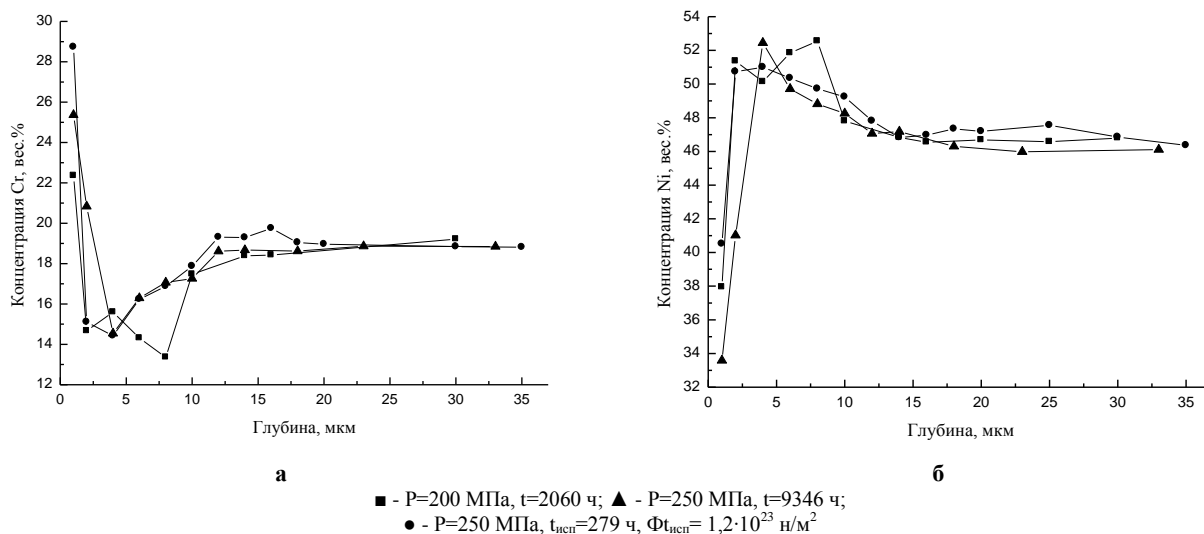 30
28
26
24
22
20
18
16
14
12
Концентрация Cr, вес.%
0 5 10 15 20 25 30 35
Глубина, мкм
а
52
50
48
46
44
42
40
38
36
34
32
Концентрация Ni, вес.%
0 5 10 15 20 25 30 35
Глубина, мкм
б
■ - P=200 МПа, t=2060 ч; ▲ - P=250 МПа, t=9346 ч;
● - P=250 МПа, tисп=279 ч, Φtисп= 1,2·10²³ н/м²